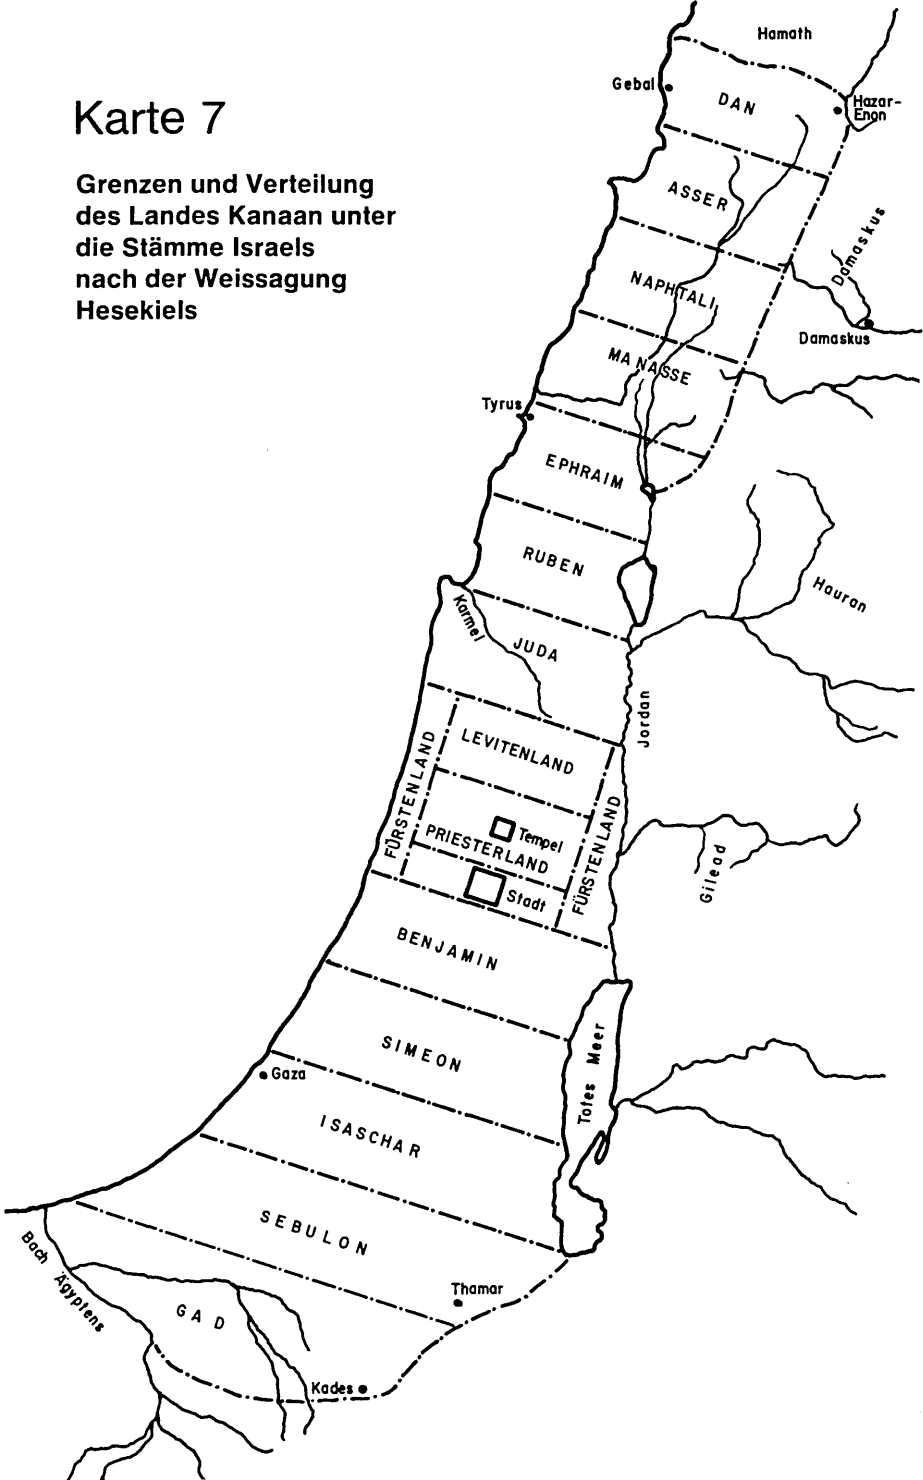 Karte 7
Grenzen und Verteilung
des Landes Kanaan unter
die Stämme Israels
nach der Weissagung
Hesekiels
Hamath
Gebal
DAN
Hazar-
Enon
ASSER
Damaskus
NAPHTALI
Damaskus
MANASSE
Tyrus
EPHRAIM
RUBEN
Hauran
Karmel
JUDA
Jordan
LEVITENLAND
FÜRSTENLAND
Tempel
PRIESTERLAND
FÜRSTENLAND
Gilead
Stadt
BENJAMIN
SIMEON
Totes Meer
Gaza
ISASCHAR
SEBULON
Bach Ägyptens
Thamar
GAD
Kades